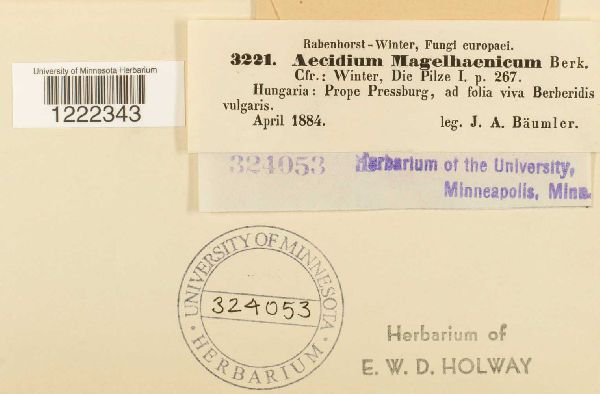 Rabenhorst-Winter, Fungi europaei.
3221. Aecidium Magelhaenicum Berk.
Cfr.: Winter, Die Pilze I. p. 267.
Hungaria: Prope Pressburg, ad folia viva Berberidis
vulgaris.
April 1884. leg. J. A. Bäumler.
University of Minnesota Herbarium
1222343
324053 Herbarium of the University,
Minneapolis, Minn.
UNIVERSITY OF MINNESOTA
324053
· HERBARIUM ·
Herbarium of
E. W. D. HOLWAY